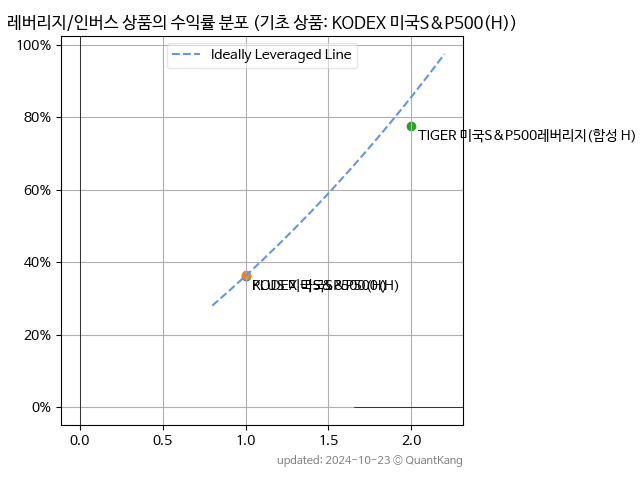 레버리지/인버스 상품의 수익률 분포 (기초 상품: KODEX 미국S&P500(H))
Ideally Leveraged Line
100%
80%
TIGER 미국S&P500레버리지(합성 H)
60%
40%
20%
0%
0.0 0.5 1.0 1.5 2.0
updated: 2024-10-23 © QuantKang